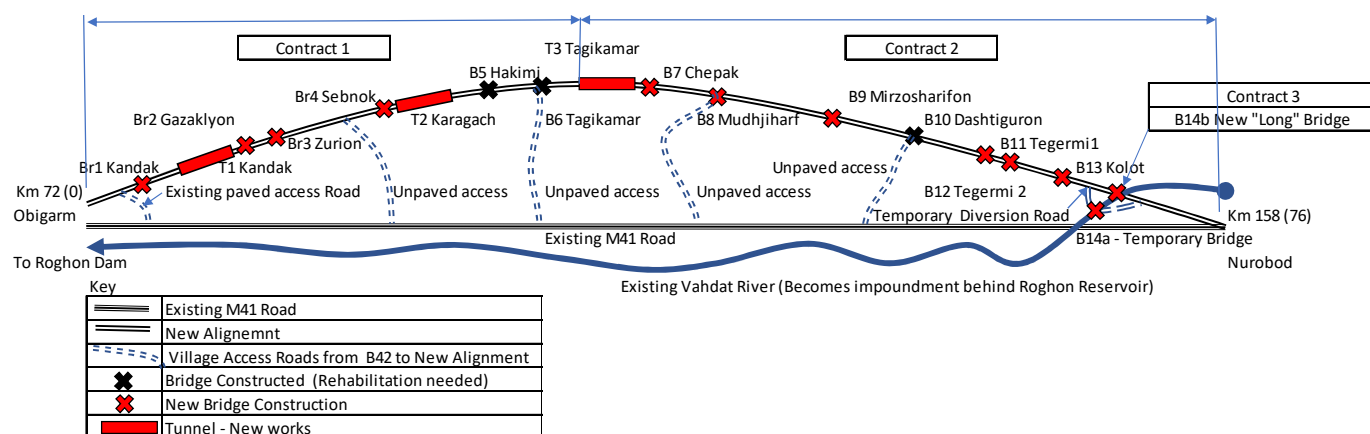 Contract 1
T3 Tagikamar
Contract 2
B5 Hakimi
B7 Chepak
Br4 Sebnok
B9 Mirzosharifon
Contract 3
Br2 Gazaklyon
T2 Karagach
B6 Tagikamar
B8 Mudhjiharf
B10 Dashtiguron
B14b New "Long" Bridge
Br3 Zurion
B11 Tegermi1
Br1 Kandak
T1 Kandak
Unpaved access
B13 Kolot
Km 72 (0)
Existing paved access Road
Unpaved access
Unpaved access
Unpaved access
B12 Tegermi 2
Obigarm
Temporary Diversion Road
Km 158 (76)
Existing M41 Road
B14a - Temporary Bridge
To Roghon Dam
Nurobod
Key
Existing Vahdat River (Becomes impoundment behind Roghon Reservoir)
Existing M41 Road
New Alignemnt
Village Access Roads from B42 to New Alignment
Bridge Constructed (Rehabilitation needed)
New Bridge Construction
Tunnel - New works